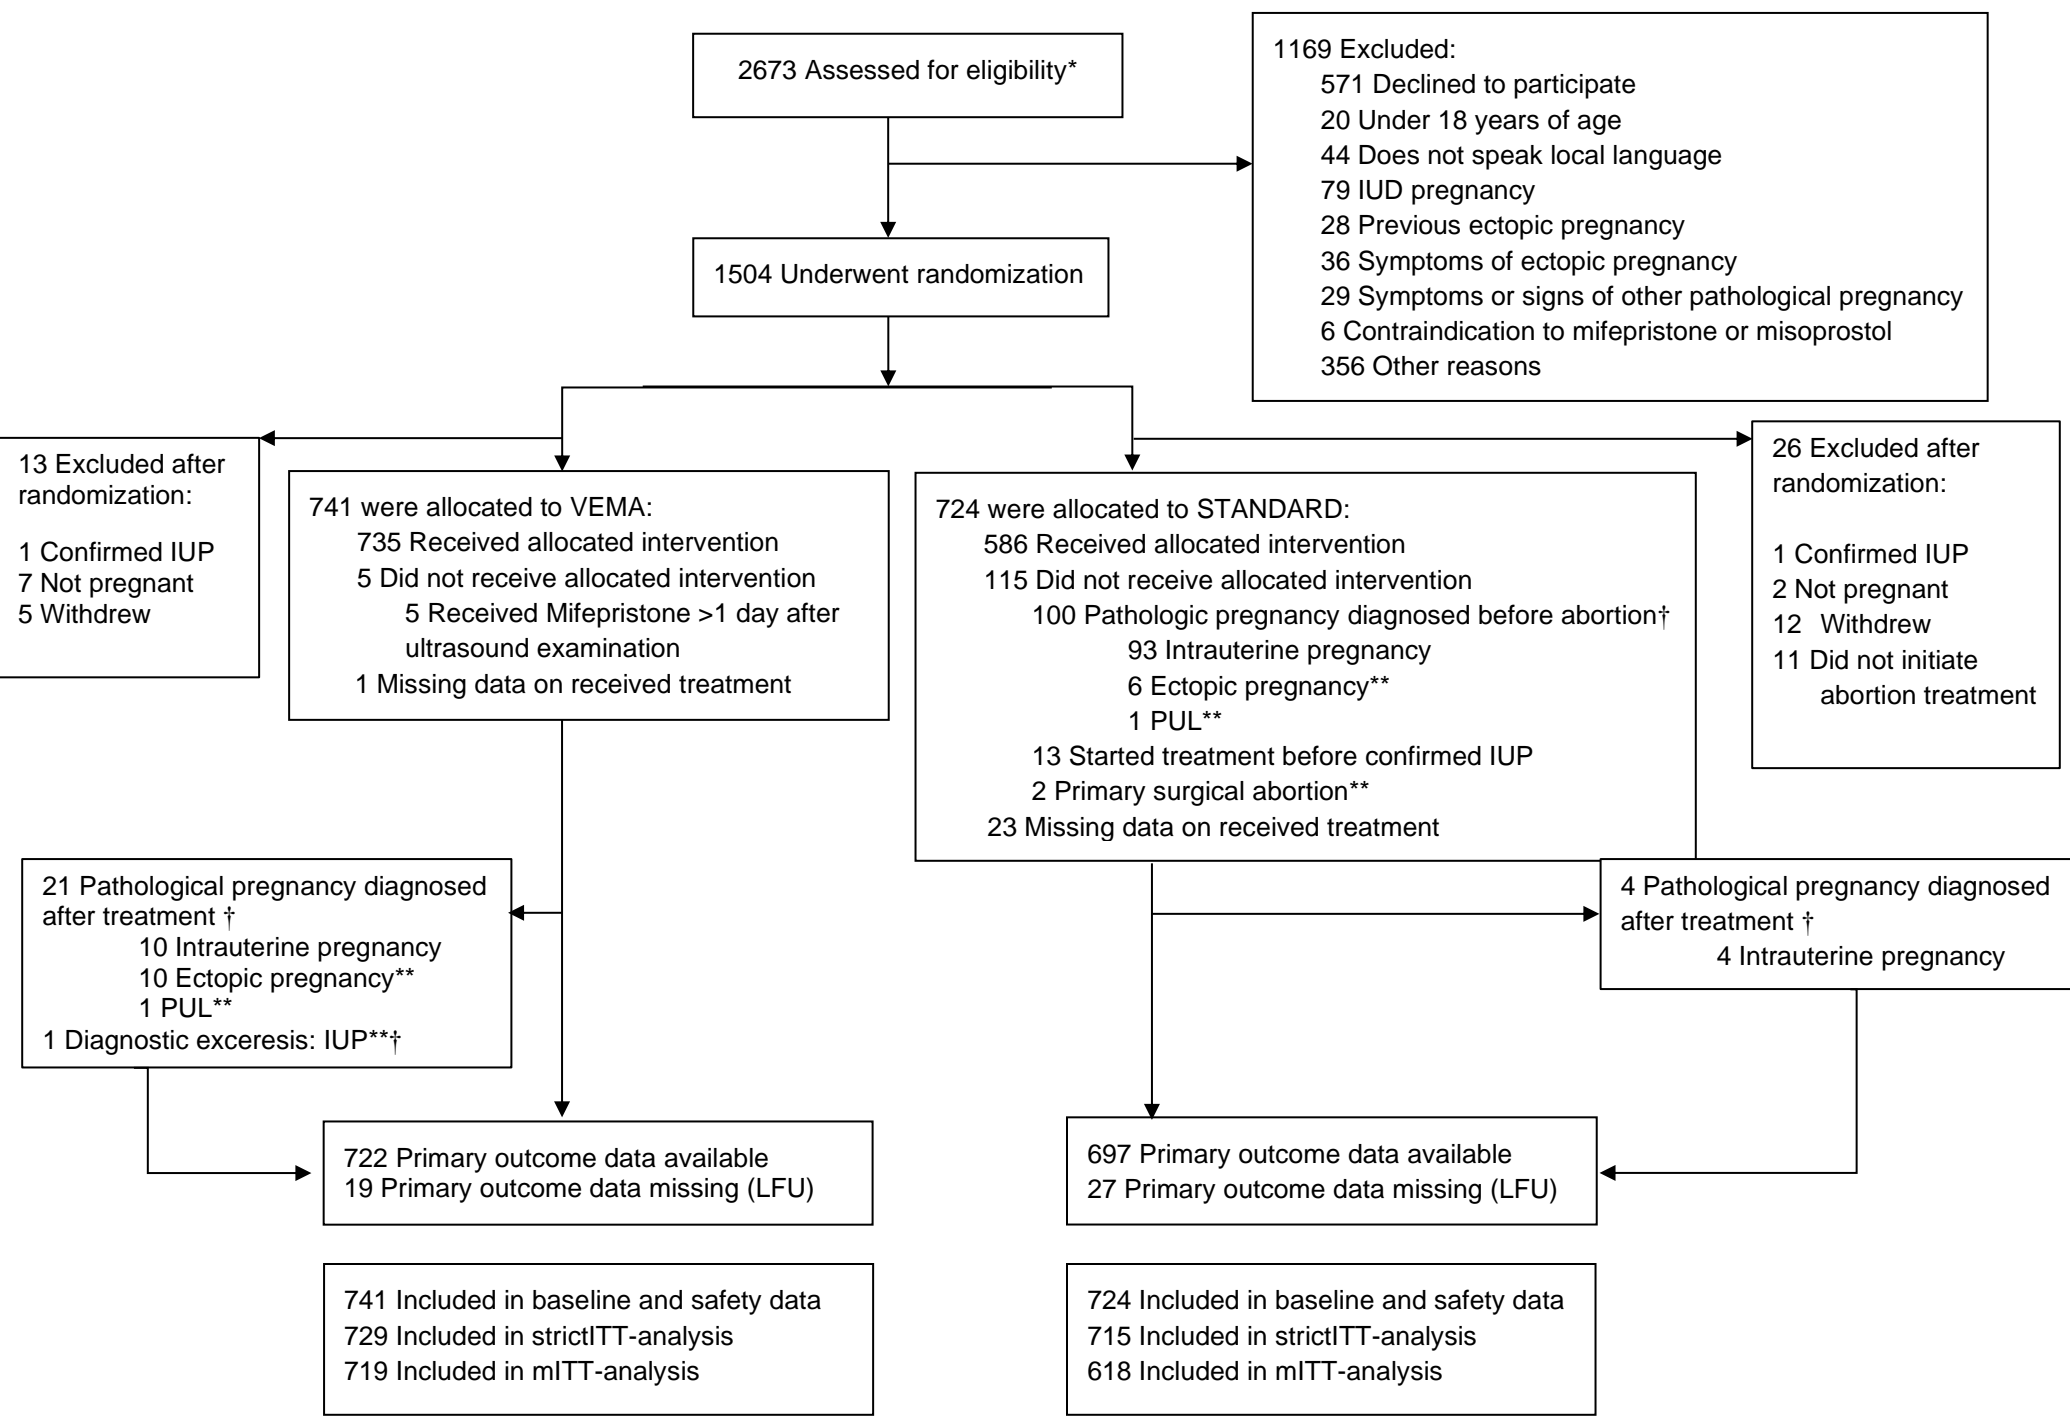 2673 Assessed for eligibility*
1169 Excluded:
571 Declined to participate
20 Under 18 years of age
44 Does not speak local language
79 IUD pregnancy
28 Previous ectopic pregnancy
36 Symptoms of ectopic pregnancy
29 Symptoms or signs of other pathological pregnancy
6 Contraindication to mifepristone or misoprostol
356 Other reasons
1504 Underwent randomization
13 Excluded after
randomization:
1 Confirmed IUP
7 Not pregnant
5 Withdrew
741 were allocated to VEMA:
735 Received allocated intervention
5 Did not receive allocated intervention
5 Received Mifepristone >1 day after
ultrasound examination
1 Missing data on received treatment
724 were allocated to STANDARD:
586 Received allocated intervention
115 Did not receive allocated intervention
100 Pathologic pregnancy diagnosed before abortion†
93 Intrauterine pregnancy
6 Ectopic pregnancy**
1 PUL**
13 Started treatment before confirmed IUP
2 Primary surgical abortion**
23 Missing data on received treatment
26 Excluded after
randomization:
1 Confirmed IUP
2 Not pregnant
12 Withdrew
11 Did not initiate
abortion treatment
21 Pathological pregnancy diagnosed
after treatment †
10 Intrauterine pregnancy
10 Ectopic pregnancy**
1 PUL**
1 Diagnostic exceresis: IUP**†
4 Pathological pregnancy diagnosed
after treatment †
4 Intrauterine pregnancy
722 Primary outcome data available
19 Primary outcome data missing (LFU)
697 Primary outcome data available
27 Primary outcome data missing (LFU)
741 Included in baseline and safety data
729 Included in strictITT-analysis
719 Included in mITT-analysis
724 Included in baseline and safety data
715 Included in strictITT-analysis
618 Included in mITT-analysis